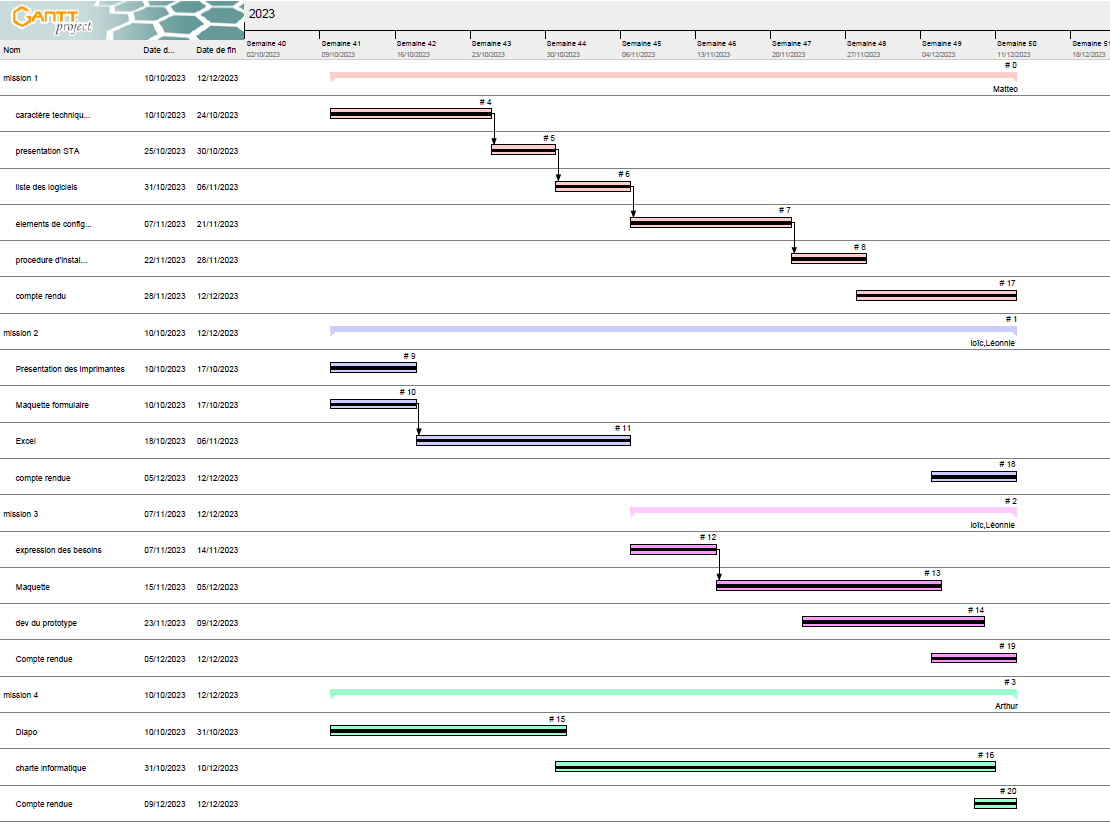 GANTT project
2023
Semaine 40 Semaine 41 Semaine 42 Semaine 43 Semaine 44 Semaine 45 Semaine 46 Semaine 47 Semaine 48 Semaine 49 Semaine 50 Semaine 51
Nom Date d... Date de fin
02/10/2023 09/10/2023 16/10/2023 23/10/2023 30/10/2023 06/11/2023 13/11/2023 20/11/2023 27/11/2023 04/12/2023 11/12/2023 18/12/2023
# 0
mission 1 10/10/2023 12/12/2023
Matteo
# 4
caractère techniqu... 10/10/2023 24/10/2023
# 5
presentation STA 25/10/2023 30/10/2023
# 6
liste des logiciels 31/10/2023 06/11/2023
# 7
elements de config... 07/11/2023 21/11/2023
# 8
procedure d'instal... 22/11/2023 28/11/2023
# 17
compte rendu 28/11/2023 12/12/2023
# 1
mission 2 10/10/2023 12/12/2023
loïc,Léonnie
# 9
Présentation des imprimantes 10/10/2023 17/10/2023
# 10
Maquette formulaire 10/10/2023 17/10/2023
# 11
Excel 18/10/2023 06/11/2023
# 18
compte rendue 05/12/2023 12/12/2023
# 2
mission 3 07/11/2023 12/12/2023
loïc,Léonnie
# 12
expression des besoins 07/11/2023 14/11/2023
# 13
Maquette 15/11/2023 05/12/2023
# 14
dev du prototype 23/11/2023 09/12/2023
# 19
Compte rendue 05/12/2023 12/12/2023
# 3
mission 4 10/10/2023 12/12/2023
Arthur
# 15
Diapo 10/10/2023 31/10/2023
# 16
charte informatique 31/10/2023 10/12/2023
# 20
Compte rendue 09/12/2023 12/12/2023